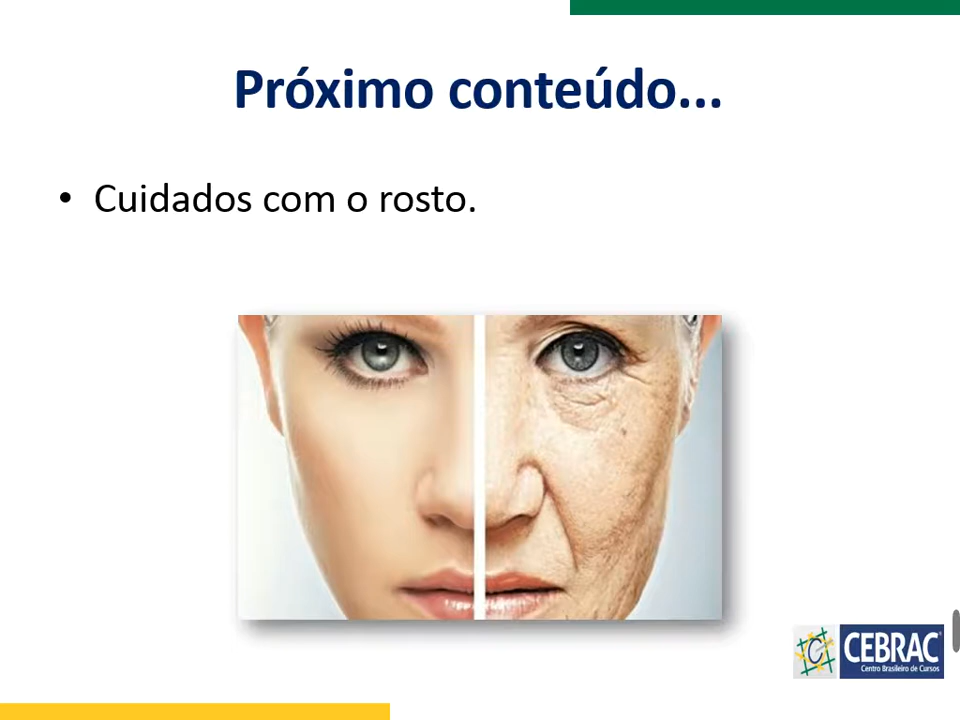 Próximo conteúdo...
• Cuidados com o rosto.
CEBRAC
Centro Brasileiro de Cursos